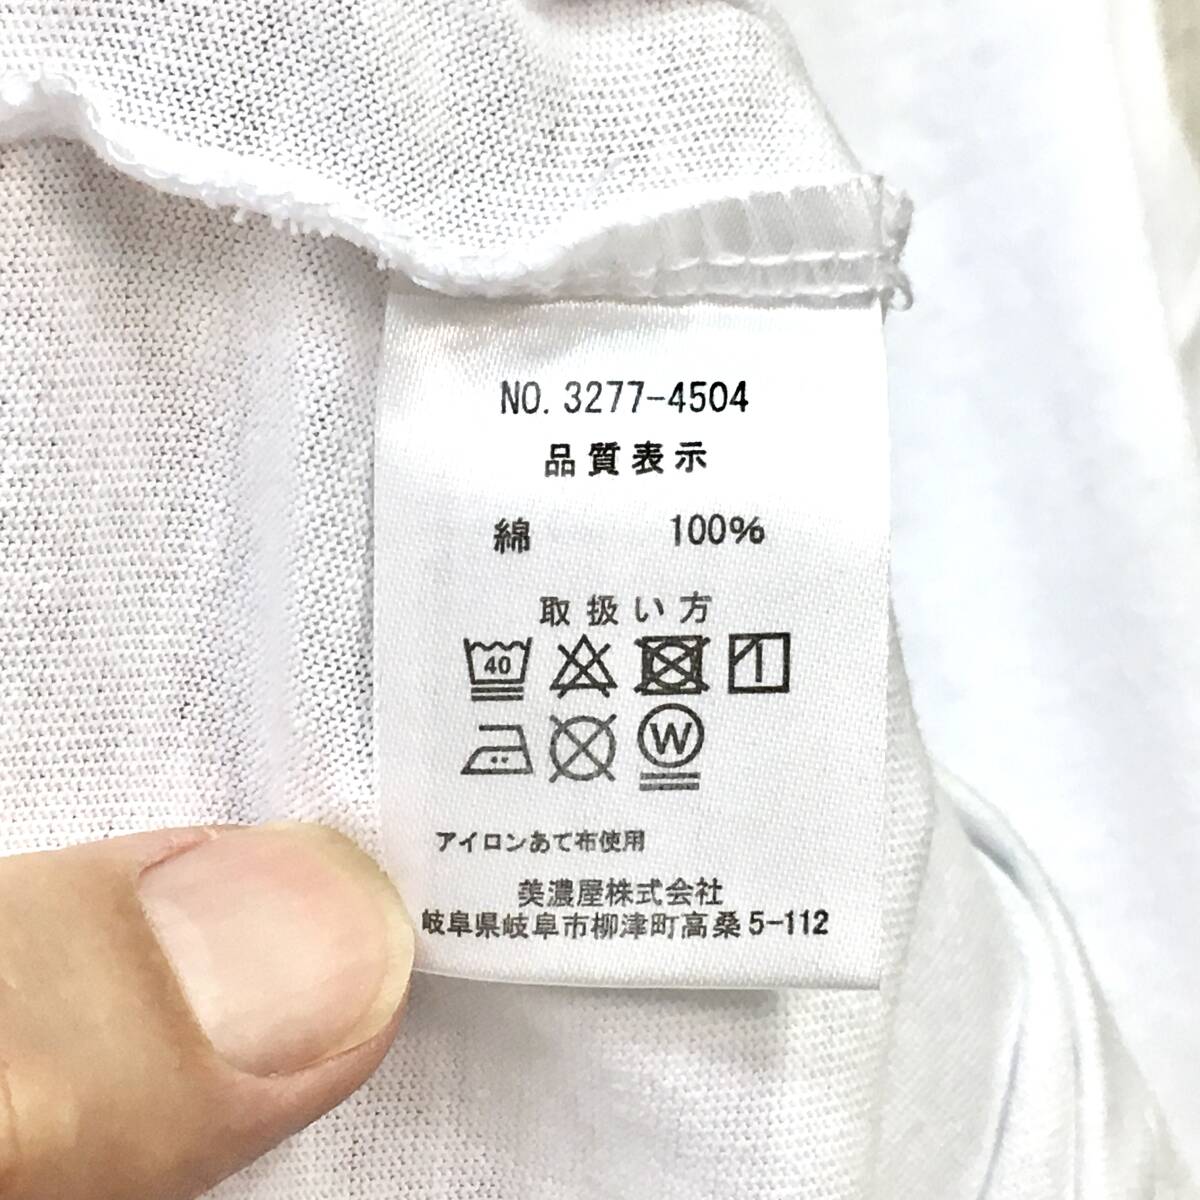 NO. 3277-4504
品質表示
綿 100%
取扱い方
40
W
アイロンあて布使用
美濃屋株式会社
岐阜県岐阜市柳津町高桑5-112